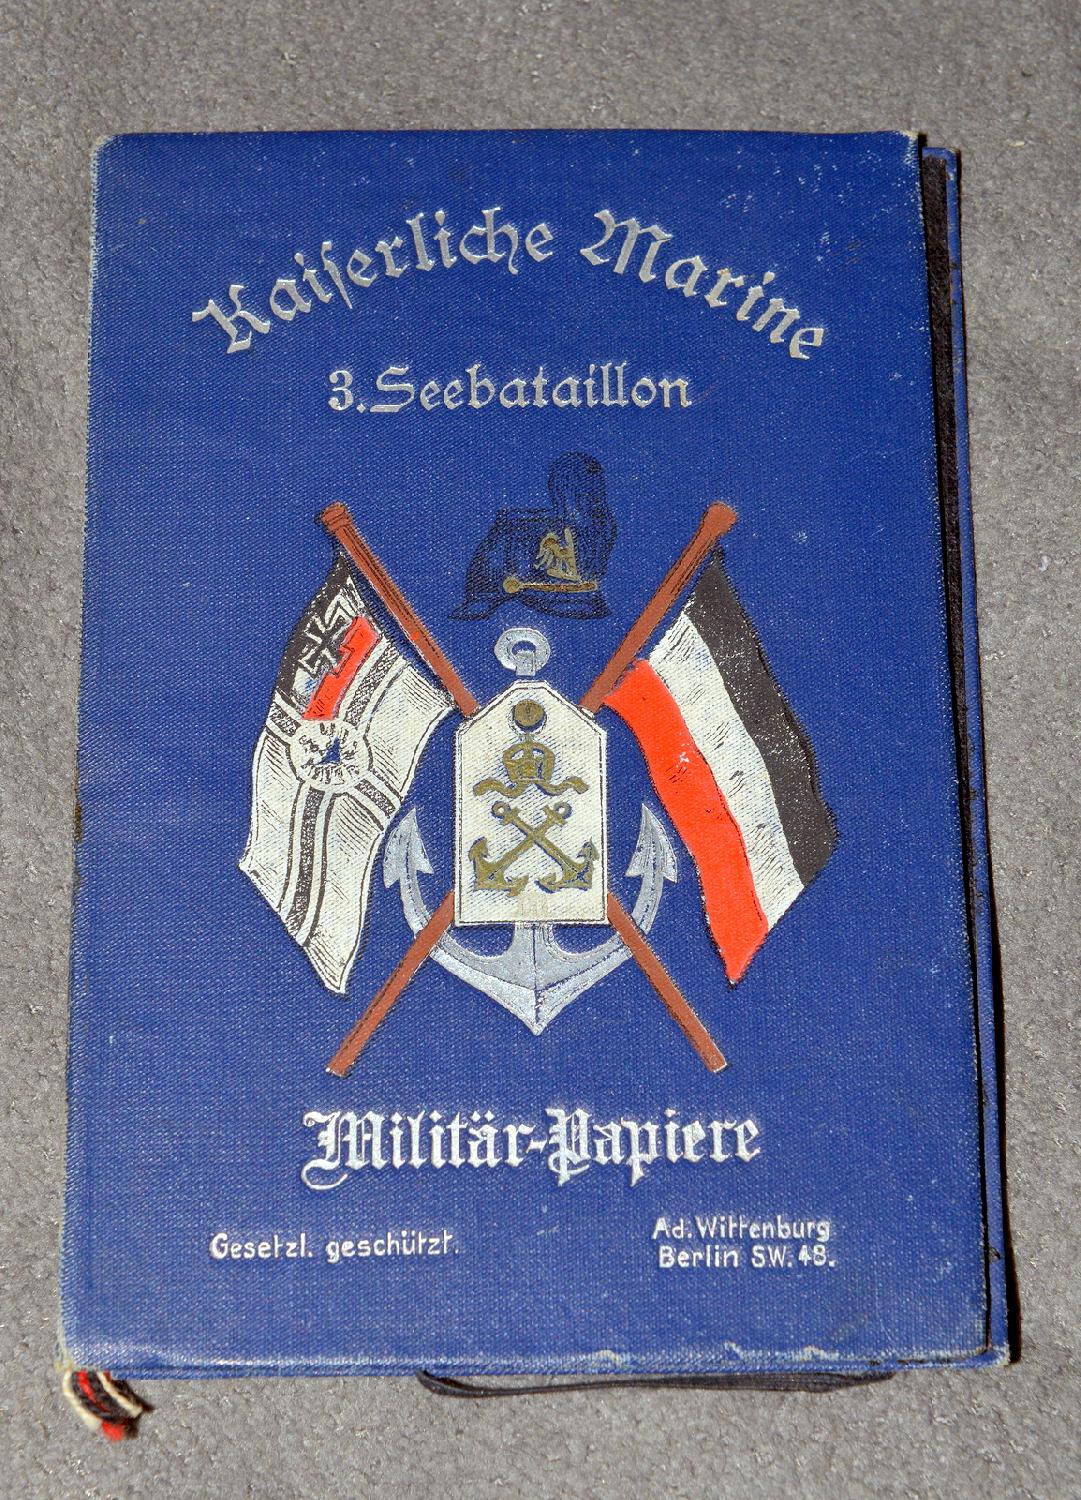 Kaiſerliche Marine
3. Seebataillon
Militär-Papiere
Gesetzl. geschützt.
Ad. Wittenburg
Berlin SW. 48.